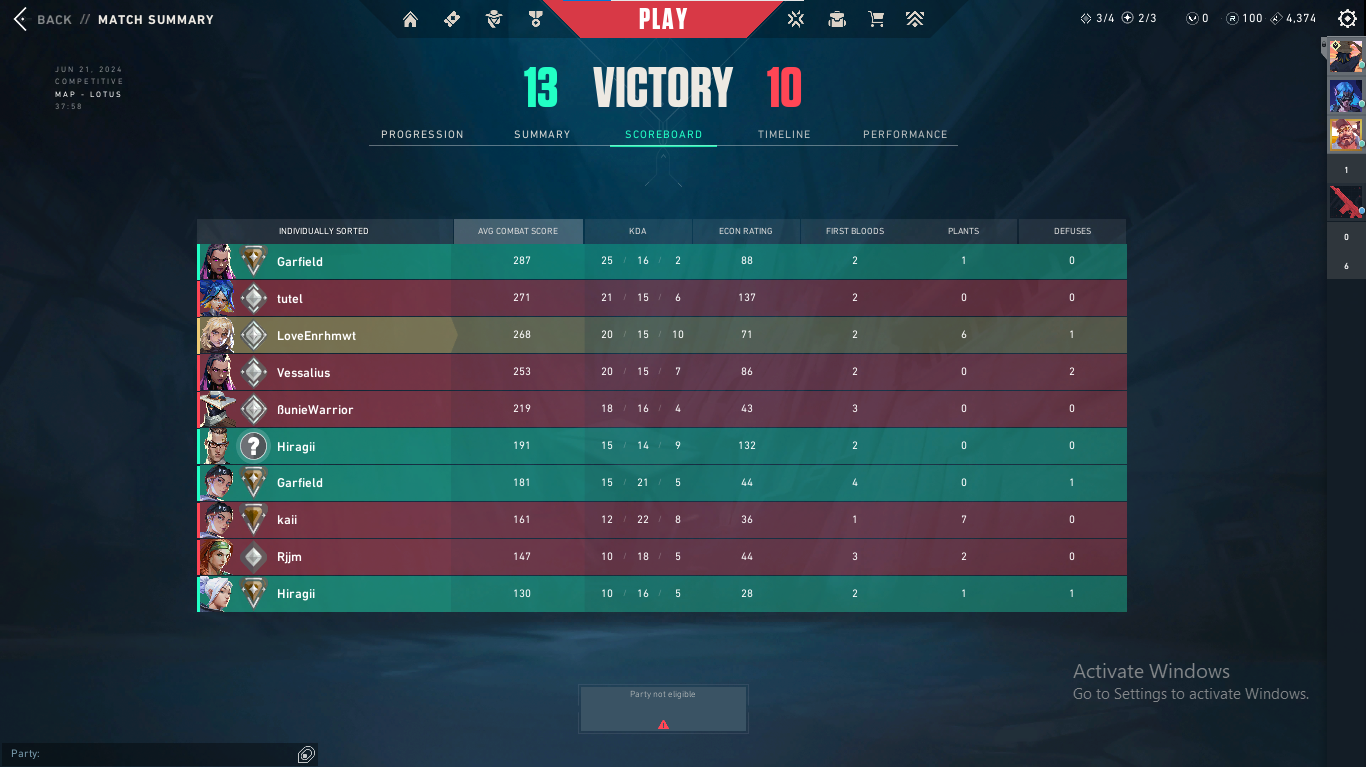 BACK // MATCH SUMMARY
PLAY
3/4 2/3 0 100 4,374
JUN 21, 2024
COMPETITIVE
MAP - LOTUS
37:58
13 VICTORY 10
PROGRESSION SUMMARY SCOREBOARD TIMELINE PERFORMANCE
INDIVIDUALLY SORTED AVG COMBAT SCORE KDA ECON RATING FIRST BLOODS PLANTS DEFUSES
Garfield 287 25 / 16 / 2 88 2 1 0
tutel 271 21 / 15 / 6 137 2 0 0
LoveEnrhmwt 268 20 / 15 / 10 71 2 6 1
Vessalius 253 20 / 15 / 7 86 2 0 2
ßunieWarrior 219 18 / 16 / 4 43 3 0 0
? Hiragii 191 15 / 14 / 9 132 2 0 0
Garfield 181 15 / 21 / 5 44 4 0 1
kaii 161 12 / 22 / 8 36 1 7 0
Rjjm 147 10 / 18 / 5 44 3 2 0
Hiragii 130 10 / 16 / 5 28 2 1 1
1
0
6
Party not eligible
Activate Windows
Go to Settings to activate Windows.
Party: